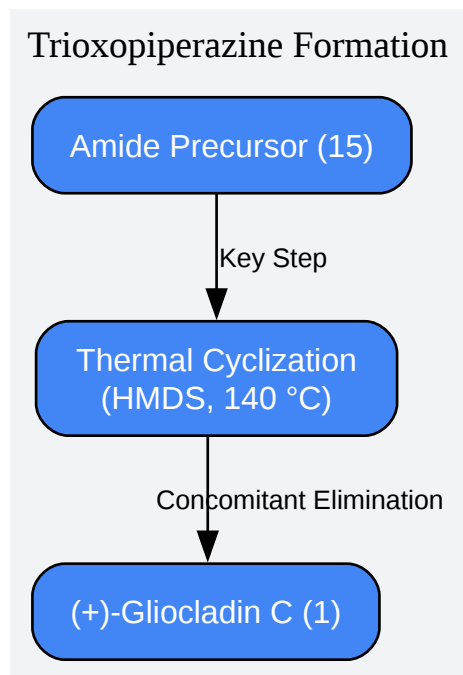 Trioxopiperazine Formation
Amide Precursor (15)
Key Step
Thermal Cyclization
(HMDS, 140 °C)
Concomitant Elimination
(+)-Gliocladin C (1)